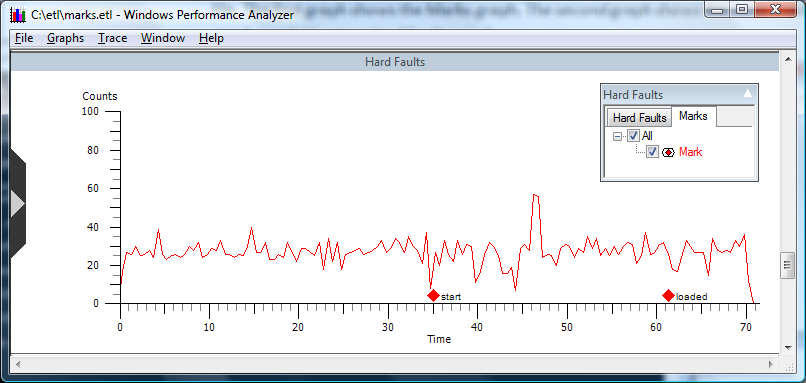 C:\etl\marks.etl - Windows Performance Analyzer
File Graphs Trace Window Help
Hard Faults
Counts
100
80
60
40
20
0
0 10 20 30 40 50 60 70
Time
start
loaded
Hard Faults
Hard Faults Marks
All
Mark